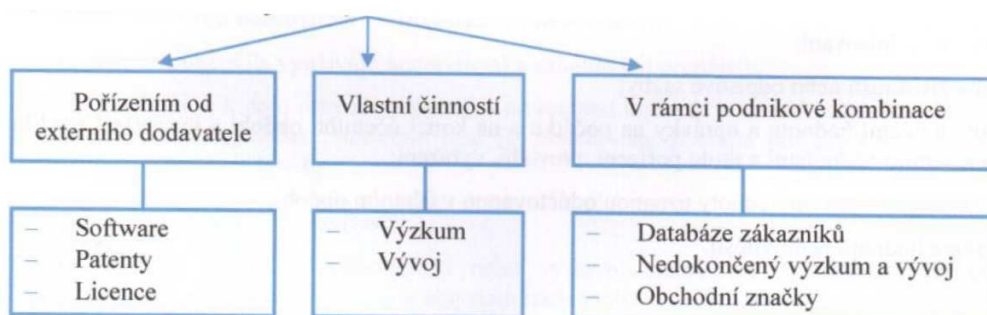 Pořízením od
externího dodavatele
Vlastní činností
V rámci podnikové kombinace
– Software
– Patenty
– Licence
– Výzkum
– Vývoj
– Databáze zákazníků
– Nedokončený výzkum a vývoj
– Obchodní značky